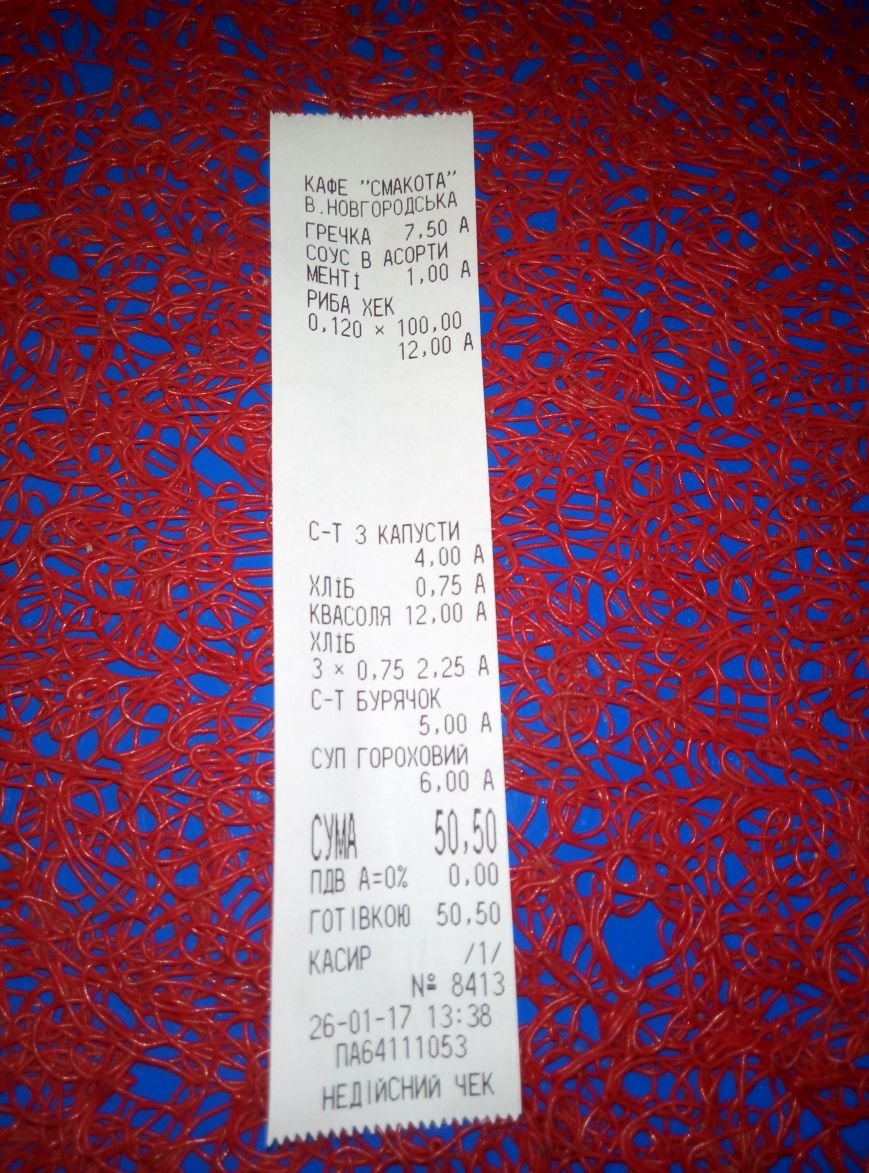 КАФЕ "СМАКОТА"
В.НОВГОРОДСЬКА
ГРЕЧКА 7,50 А
СОУС В АСОРТИ
МЕНТІ 1,00 А
РИБА ХЕК
0,120 × 100,00
12,00 А
С-Т З КАПУСТИ
4,00 А
ХЛІБ 0,75 А
КВАСОЛЯ 12,00 А
ХЛІБ
3 × 0,75 2,25 А
С-Т БУРЯЧОК
5,00 А
СУП ГОРОХОВИЙ
6,00 А
СУМА 50,50
ПДВ А=0% 0,00
ГОТІВКОЮ 50,50
КАСИР /1/
№ 8413
26-01-17 13:38
ПА64111053
НЕДІЙСНИЙ ЧЕК